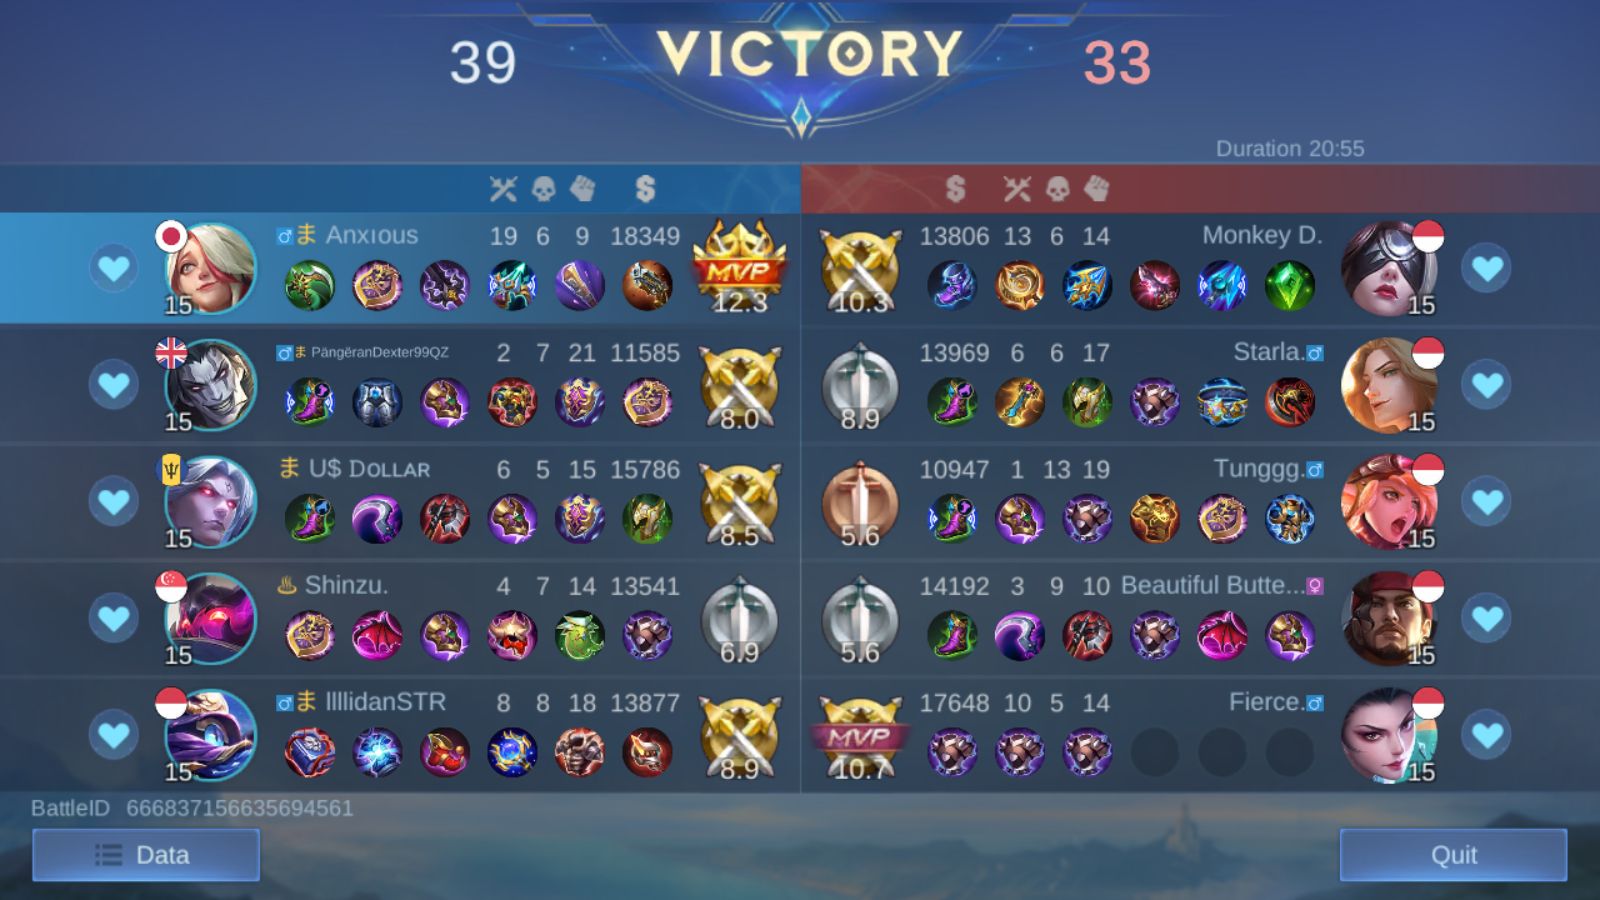 39 VICTORY 33
Duration 20:55
ま Anxıous 19 6 9 18349 MVP 12.3 15
10.3 13806 13 6 14 Monkey D. 15
ま PängëranDexter99QZ 2 7 21 11585 8.0 15
8.9 13969 6 6 17 Starla. 15
ま U$ Dᴏʟʟᴀʀ 6 5 15 15786 8.5 15
5.6 10947 1 13 19 Tunggg. 15
♨ Shinzu. 4 7 14 13541 6.9 15
5.6 14192 3 9 10 Beautiful Butte... 15
ま IllIidanSTR 8 8 18 13877 8.9 15
MVP 10.7 17648 10 5 14 Fierce. 15
BattleID 666837156635694561
Data
Quit